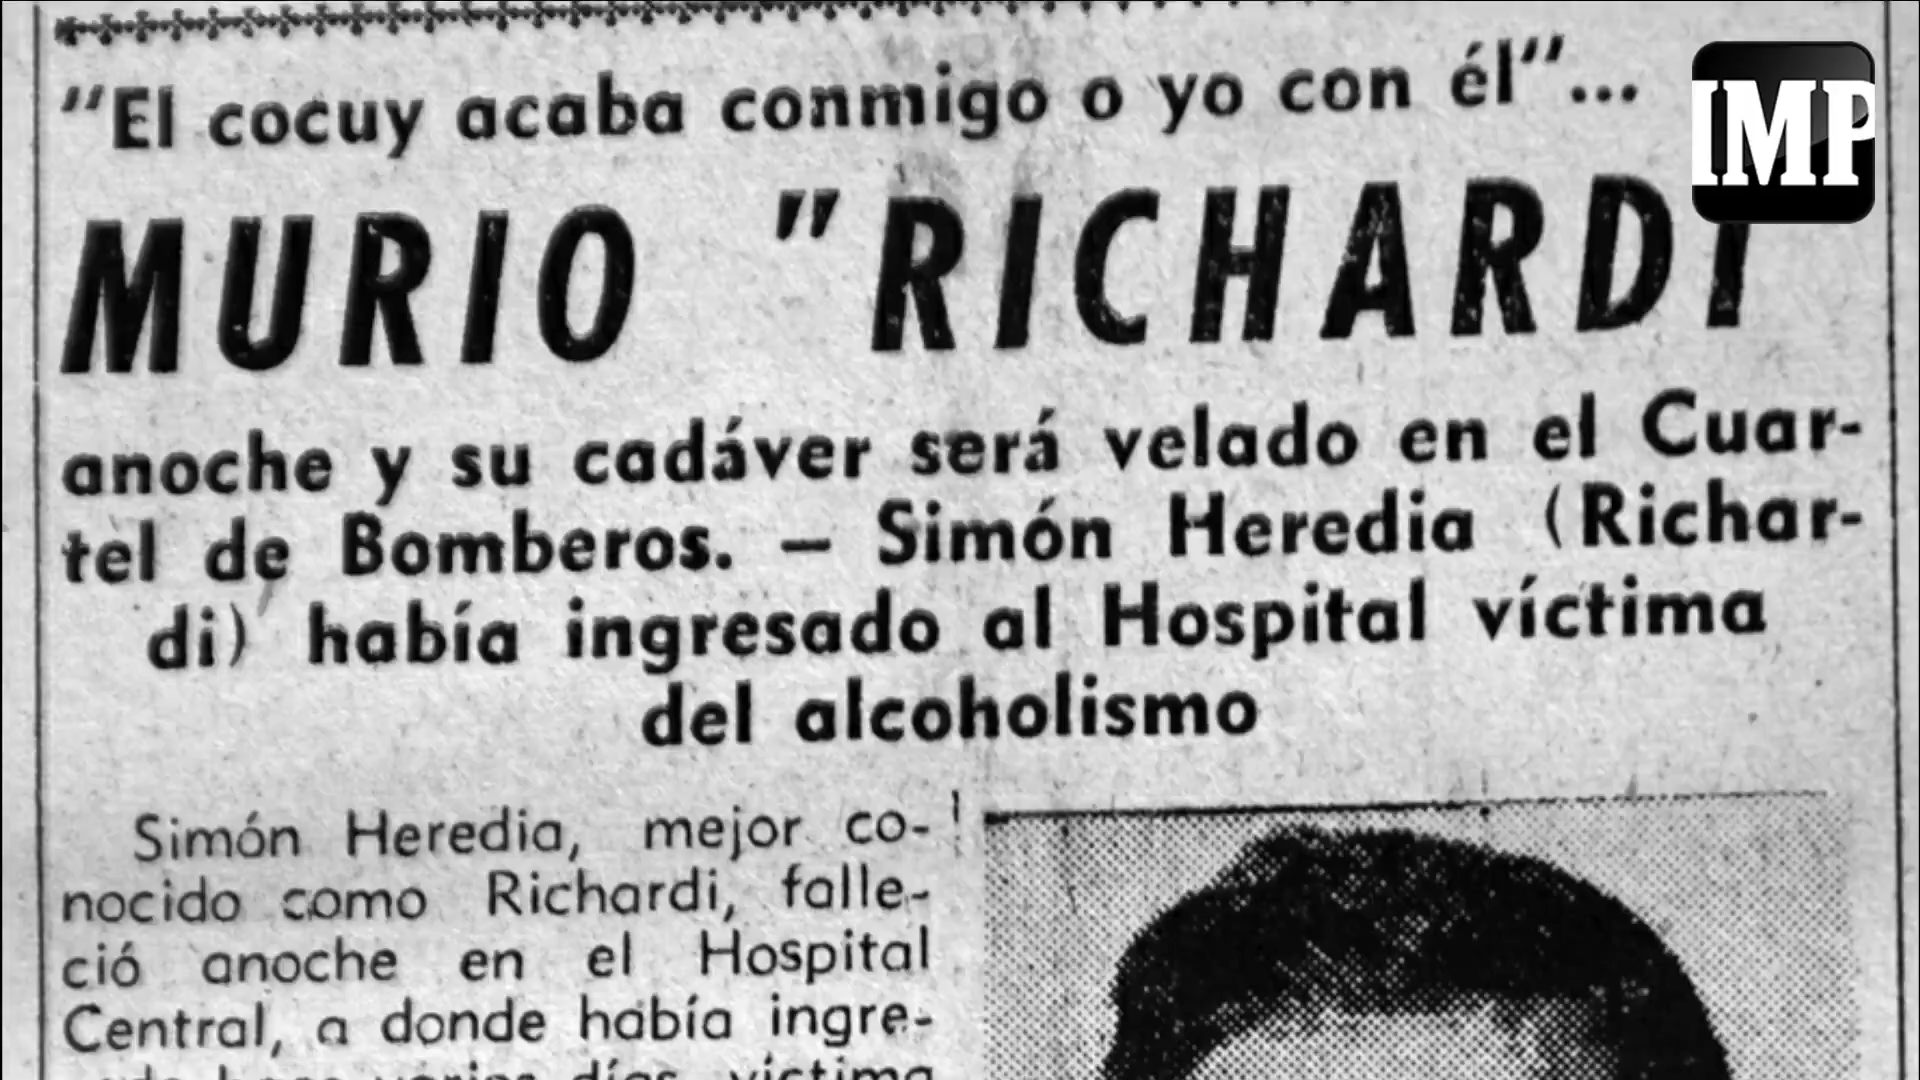 "El cocuy acaba conmigo o yo con él"...
IMP
MURIO "RICHARDI
anoche y su cadáver será velado en el Cuar-
tel de Bomberos. — Simón Heredia (Richar-
di) había ingresado al Hospital víctima
del alcoholismo
Simón Heredia, mejor co-
nocido como Richardi, falle-
ció anoche en el Hospital
Central, a donde había ingre-
víctima